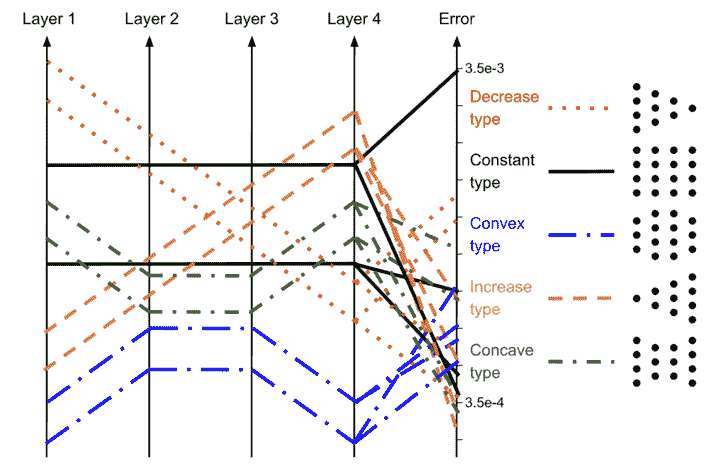 Layer 1 Layer 2 Layer 3 Layer 4 Error
3.5e-3
Decrease
type
Constant
type
Convex
type
Increase
type
Concave
type
3.5e-4